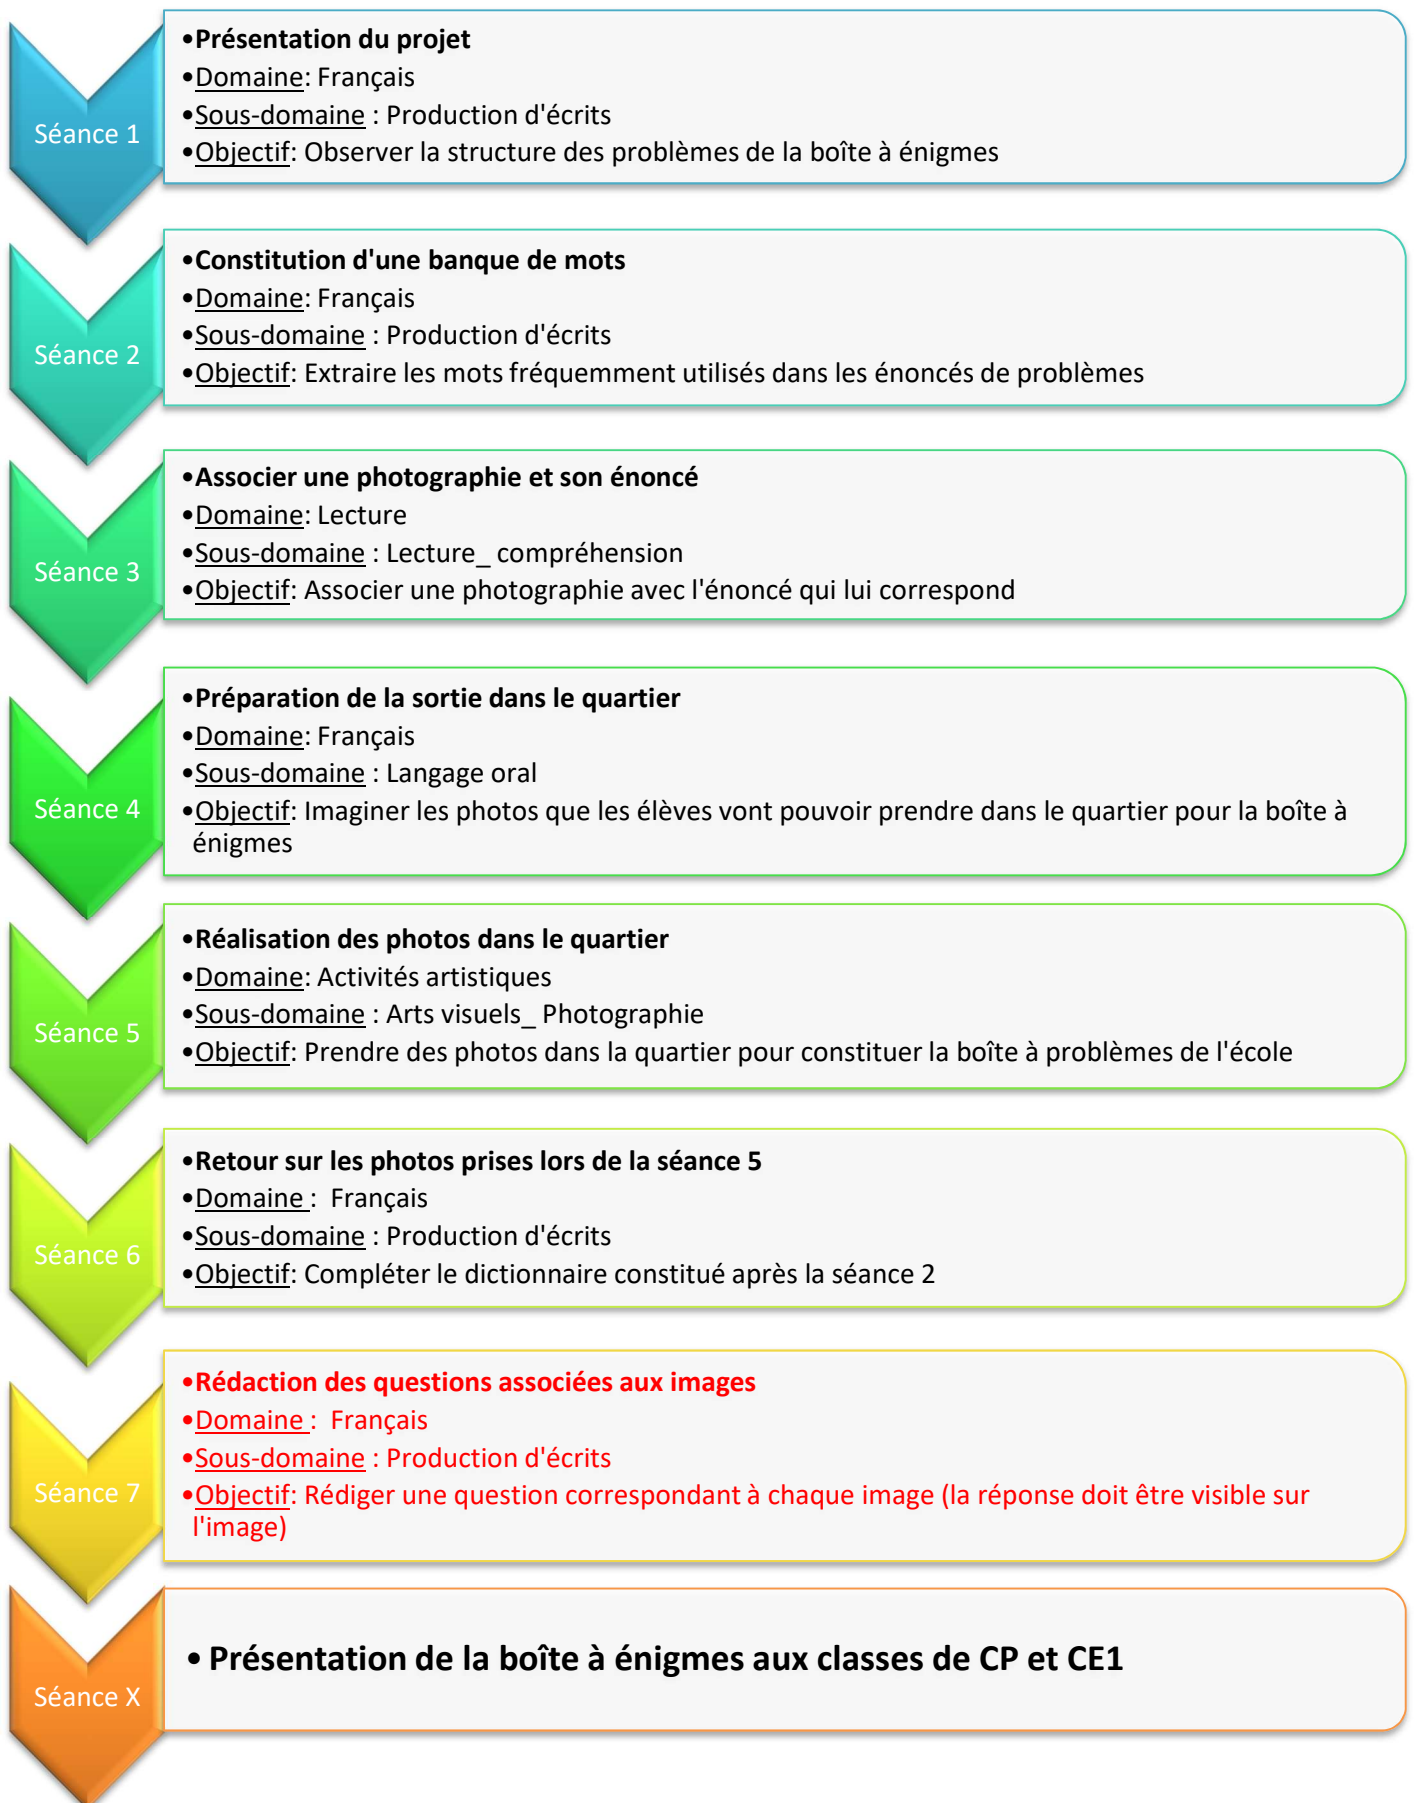 Séance 1
•Présentation du projet
•Domaine: Français
•Sous-domaine : Production d'écrits
•Objectif: Observer la structure des problèmes de la boîte à énigmes
Séance 2
•Constitution d'une banque de mots
•Domaine: Français
•Sous-domaine : Production d'écrits
•Objectif: Extraire les mots fréquemment utilisés dans les énoncés de problèmes
Séance 3
•Associer une photographie et son énoncé
•Domaine: Lecture
•Sous-domaine : Lecture_ compréhension
•Objectif: Associer une photographie avec l'énoncé qui lui correspond
Séance 4
•Préparation de la sortie dans le quartier
•Domaine: Français
•Sous-domaine : Langage oral
•Objectif: Imaginer les photos que les élèves vont pouvoir prendre dans le quartier pour la boîte à
énigmes
Séance 5
•Réalisation des photos dans le quartier
•Domaine: Activités artistiques
•Sous-domaine : Arts visuels_ Photographie
•Objectif: Prendre des photos dans la quartier pour constituer la boîte à problèmes de l'école
Séance 6
•Retour sur les photos prises lors de la séance 5
•Domaine :  Français
•Sous-domaine : Production d'écrits
•Objectif: Compléter le dictionnaire constitué après la séance 2
Séance 7
•Rédaction des questions associées aux images
•Domaine :  Français
•Sous-domaine : Production d'écrits
•Objectif: Rédiger une question correspondant à chaque image (la réponse doit être visible sur
l'image)
Séance X
• Présentation de la boîte à énigmes aux classes de CP et CE1